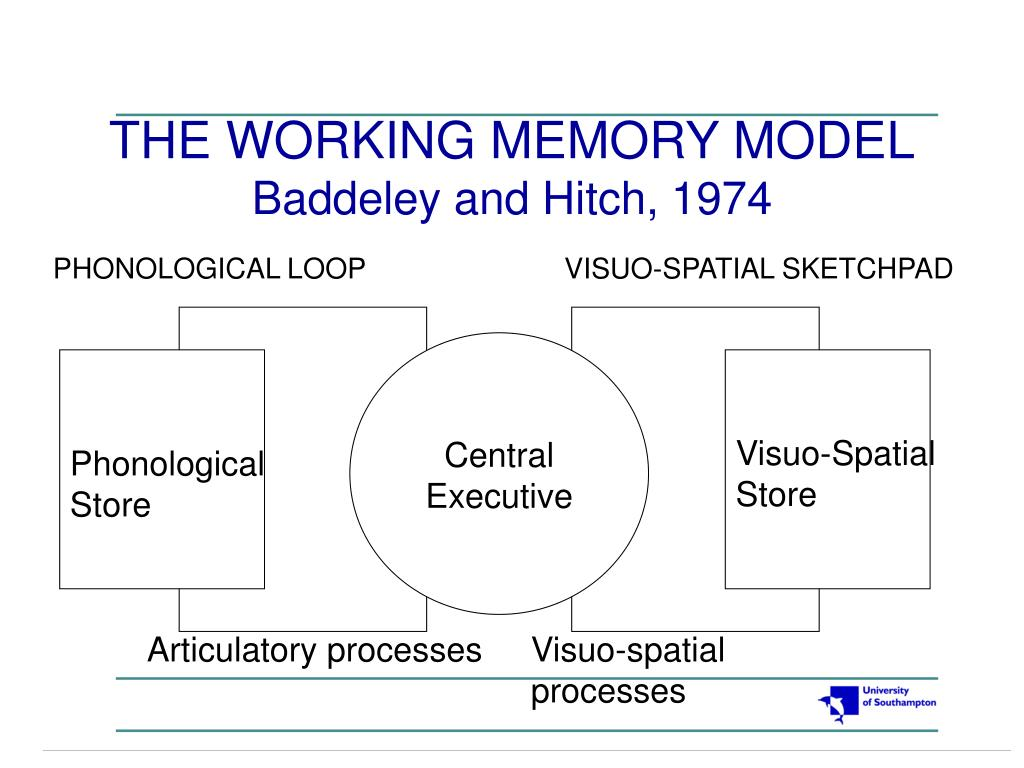 THE WORKING MEMORY MODEL
Baddeley and Hitch, 1974
PHONOLOGICAL LOOP
VISUO-SPATIAL SKETCHPAD
Phonological
Store
Central
Executive
Visuo-Spatial
Store
Articulatory processes
Visuo-spatial
processes
University
of Southampton